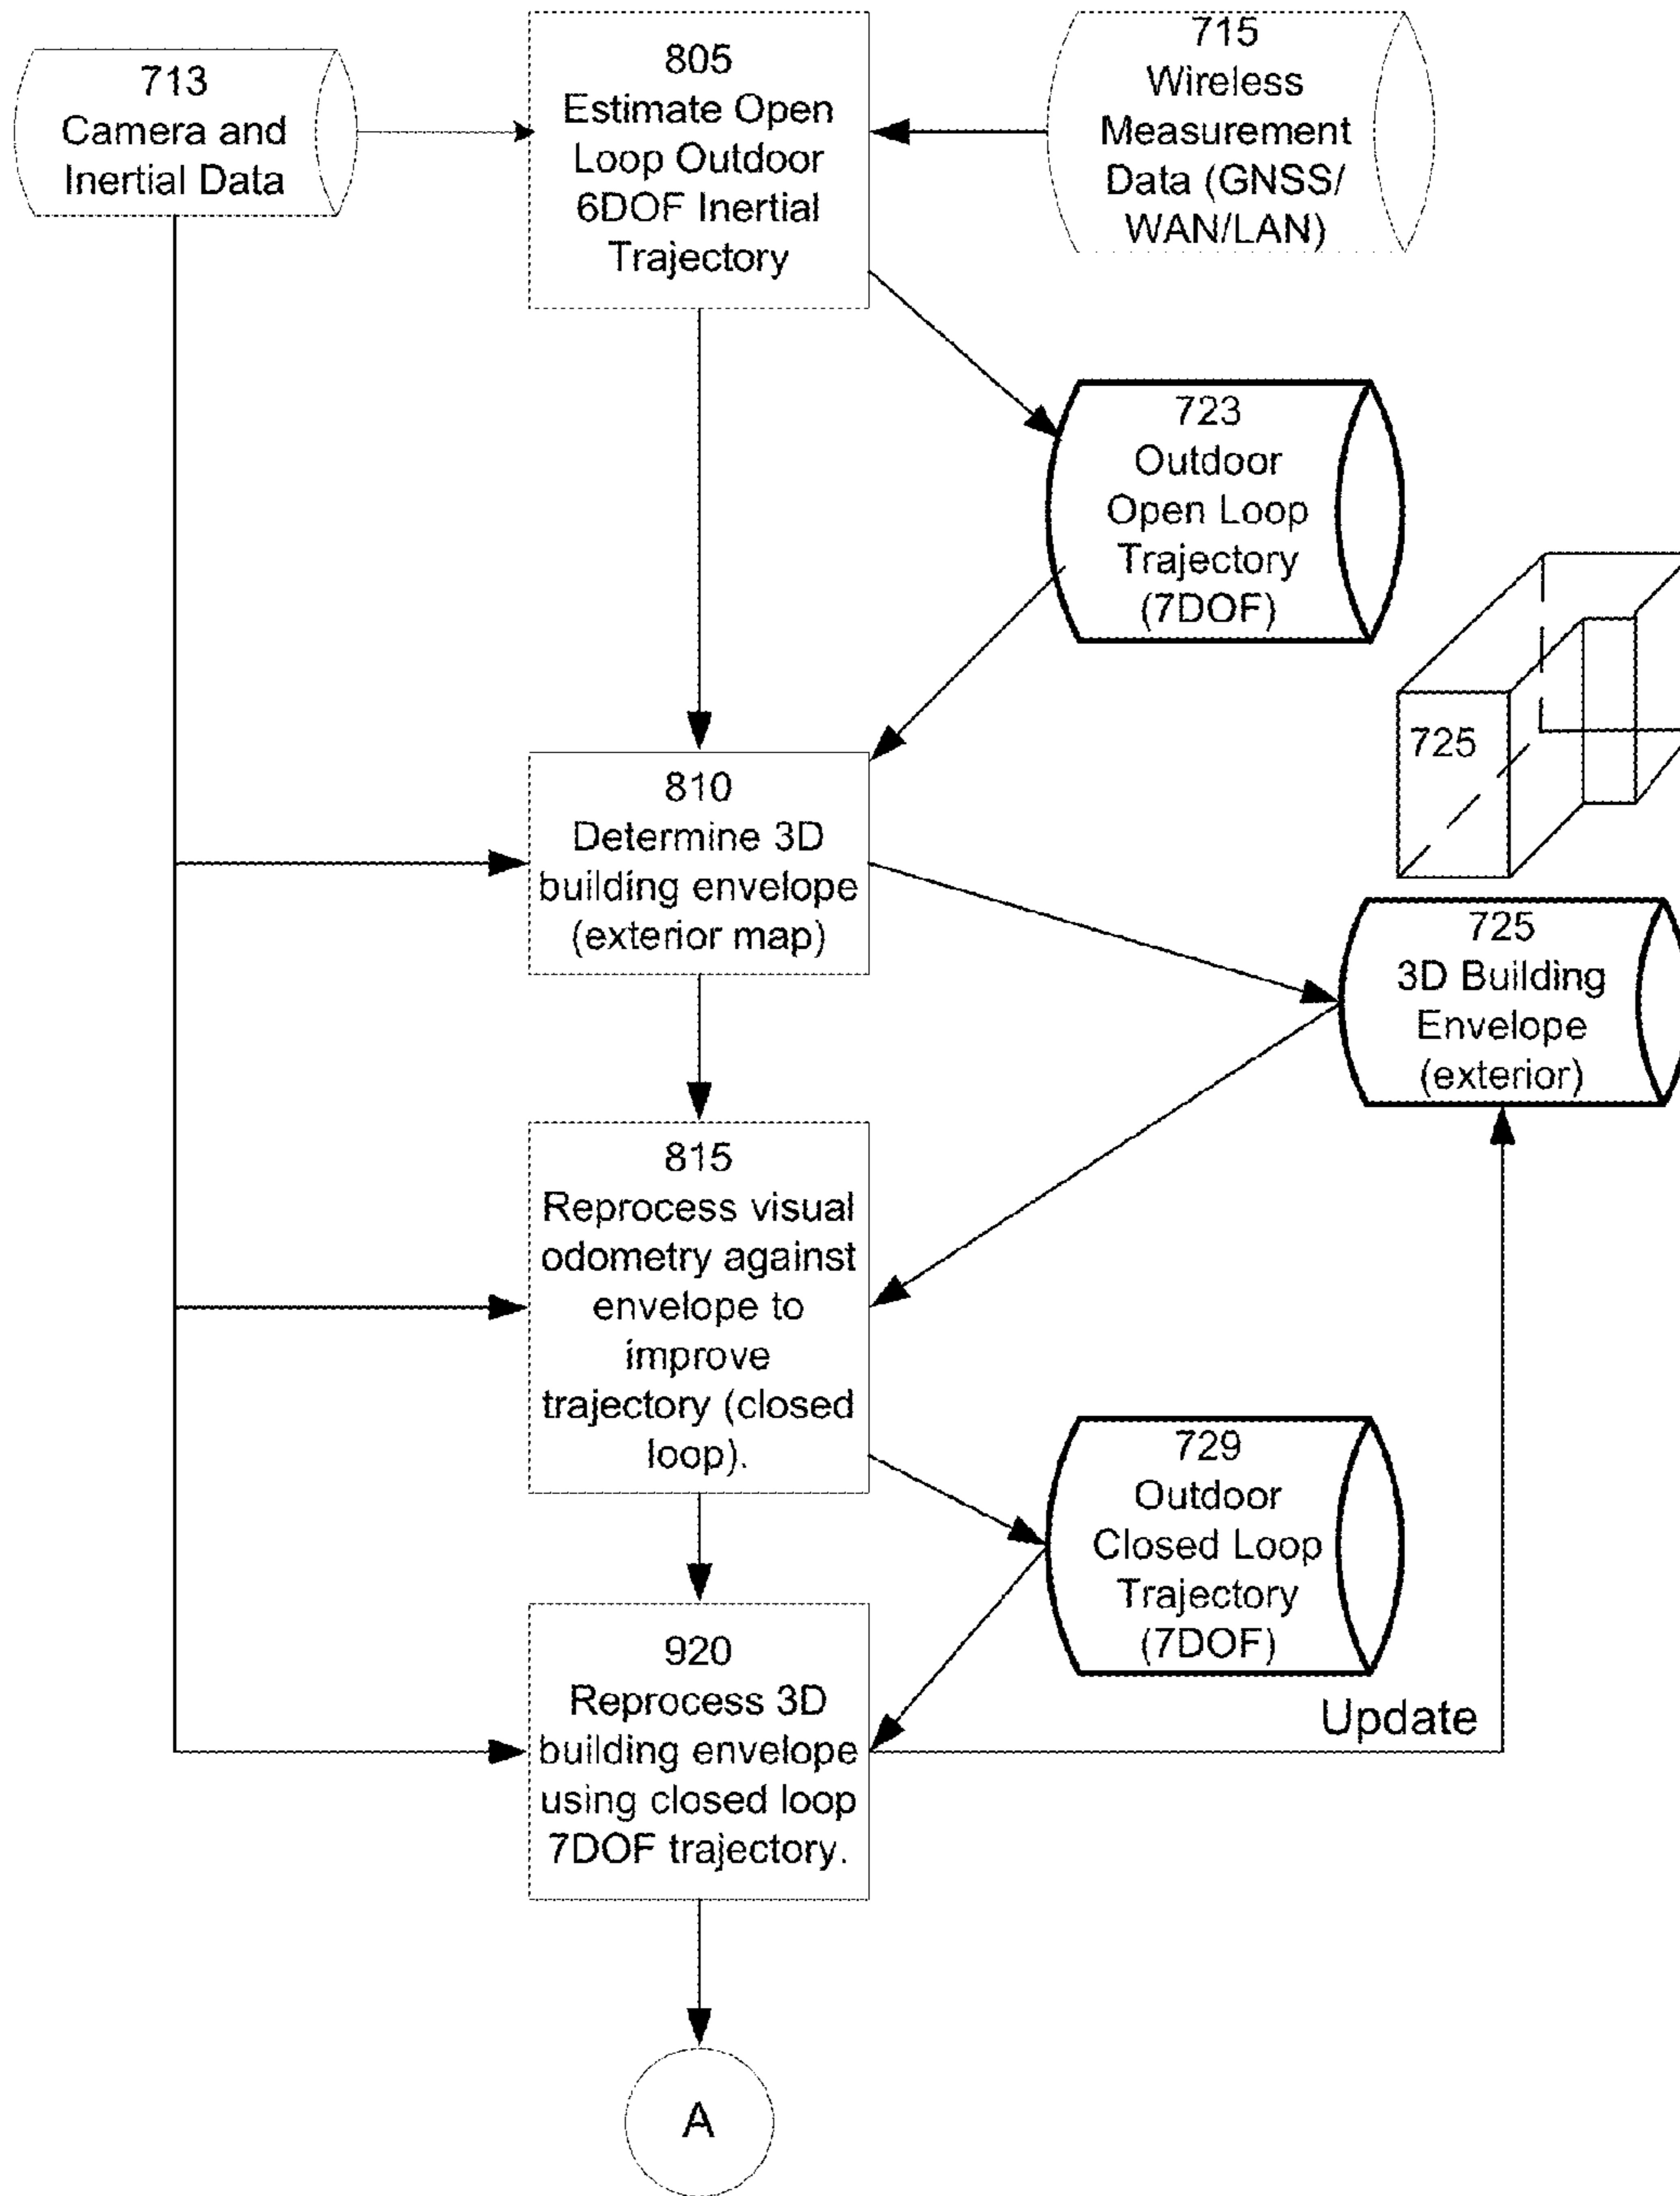 713
Camera and
Inertial Data
805
Estimate Open
Loop Outdoor
6DOF Inertial
Trajectory
715
Wireless
Measurement
Data (GNSS/
WAN/LAN)
723
Outdoor
Open Loop
Trajectory
(7DOF)
725
810
Determine 3D
building envelope
(exterior map)
725
3D Building
Envelope
(exterior)
815
Reprocess visual
odometry against
envelope to
improve
trajectory (closed
loop).
729
Outdoor
Closed Loop
Trajectory
(7DOF)
920
Reprocess 3D
building envelope
using closed loop
7DOF trajectory.
Update
A